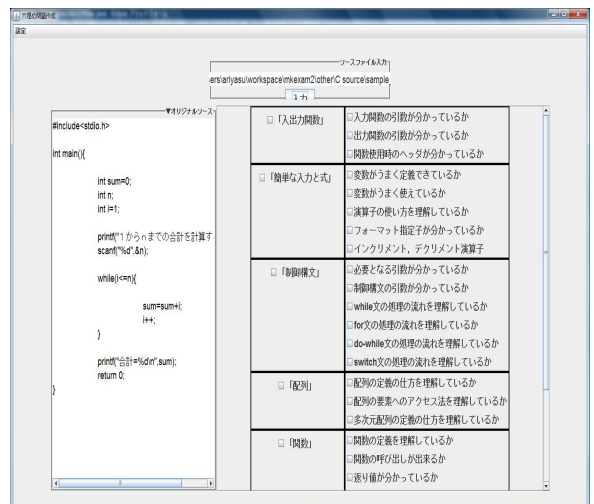 穴埋め問題作成
設定
ソースファイル入力
ers\ariyasu\workspace\mkexam2\other\C source\sample
入力
▼オリジナルソース
#include<stdio.h>
int main(){
int sum=0;
int n;
int i=1;
printf("1からnまでの合計を計算す
scanf("%d",&n);
while(i<=n){
sum=sum+i;
i++;
}
printf("合計=%d\n",sum);
return 0;
}
「入出力関数」
入力関数の引数が分かっているか
出力関数の引数が分かっているか
関数使用時のヘッダが分かっているか
「簡単な入力と式」
変数がうまく定義できているか
変数がうまく使えているか
演算子の使い方を理解しているか
フォーマット指定子が分かっているか
インクリメント，デクリメント演算子
「制御構文」
必要となる引数が分かっているか
制御構文の引数が分かっているか
while文の処理の流れを理解しているか
for文の処理の流れを理解しているか
do-while文の処理の流れを理解しているか
switch文の処理の流れを理解しているか
「配列」
配列の定義の仕方を理解しているか
配列の要素へのアクセス法を理解しているか
多次元配列の定義の仕方を理解しているか
「関数」
関数の定義を理解しているか
関数の呼び出しが出来るか
返り値が分かっているか